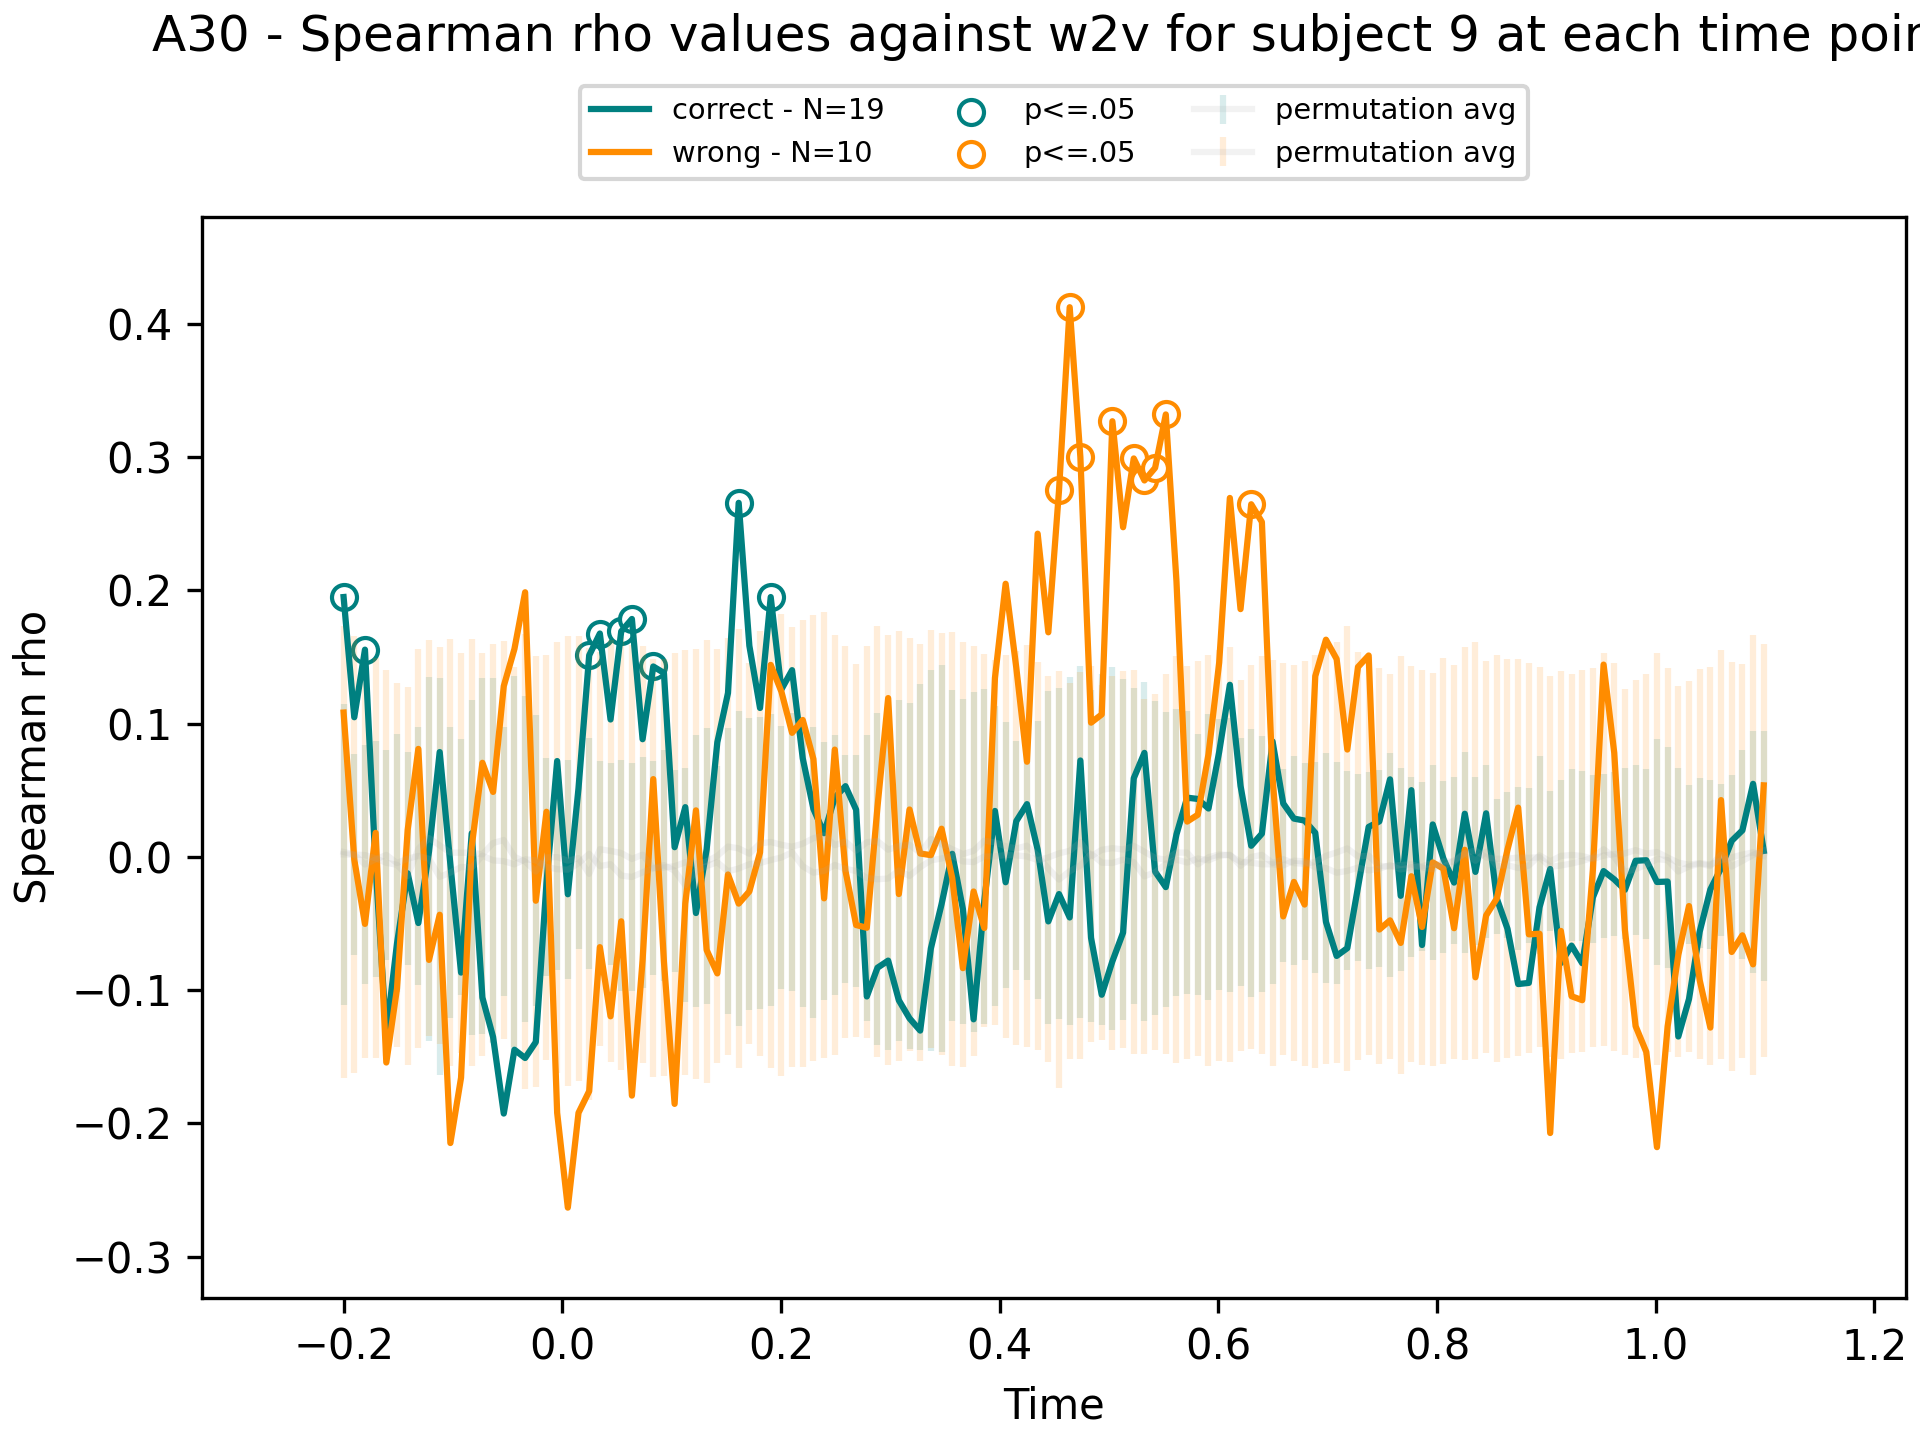 A30 - Spearman rho values against w2v for subject 9 at each time
correct - N=19 p<=.05 permutation avg
wrong - N=10 p<=.05 permutation avg
Spearman rho
0.4
0.3
0.2
0.1
0.0
−0.1
−0.2
−0.3
−0.2 0.0 0.2 0.4 0.6 0.8 1.0 1.2
Time